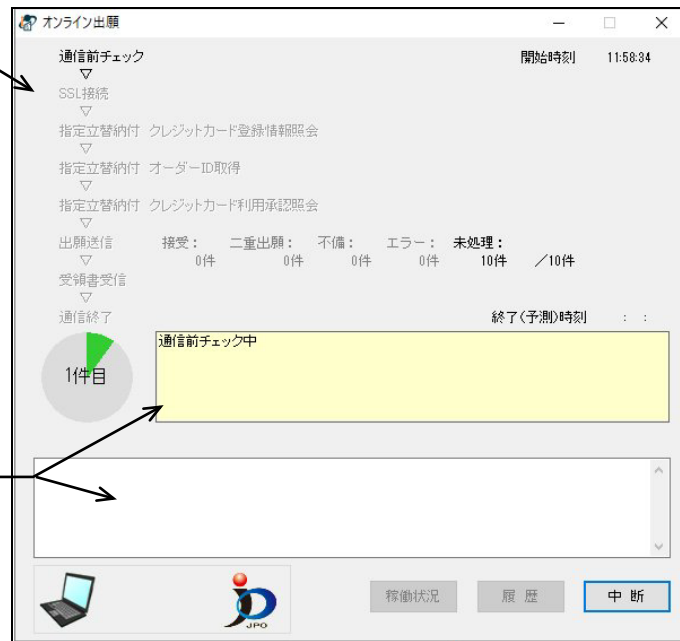 オンライン出願
通信前チェック 開始時刻 11:58:34
▽
SSL接続
▽
指定立替納付 クレジットカード登録情報照会
▽
指定立替納付 オーダーID取得
▽
指定立替納付 クレジットカード利用承認照会
▽
出願送信 接受： 二重出願： 不備： エラー： 未処理：
▽ 0件 0件 0件 0件 10件 ／10件
受領書受信
▽
通信終了 終了(予測)時刻 : :
通信前チェック中
1件目
JPO
稼働状況 履 歴 中 断